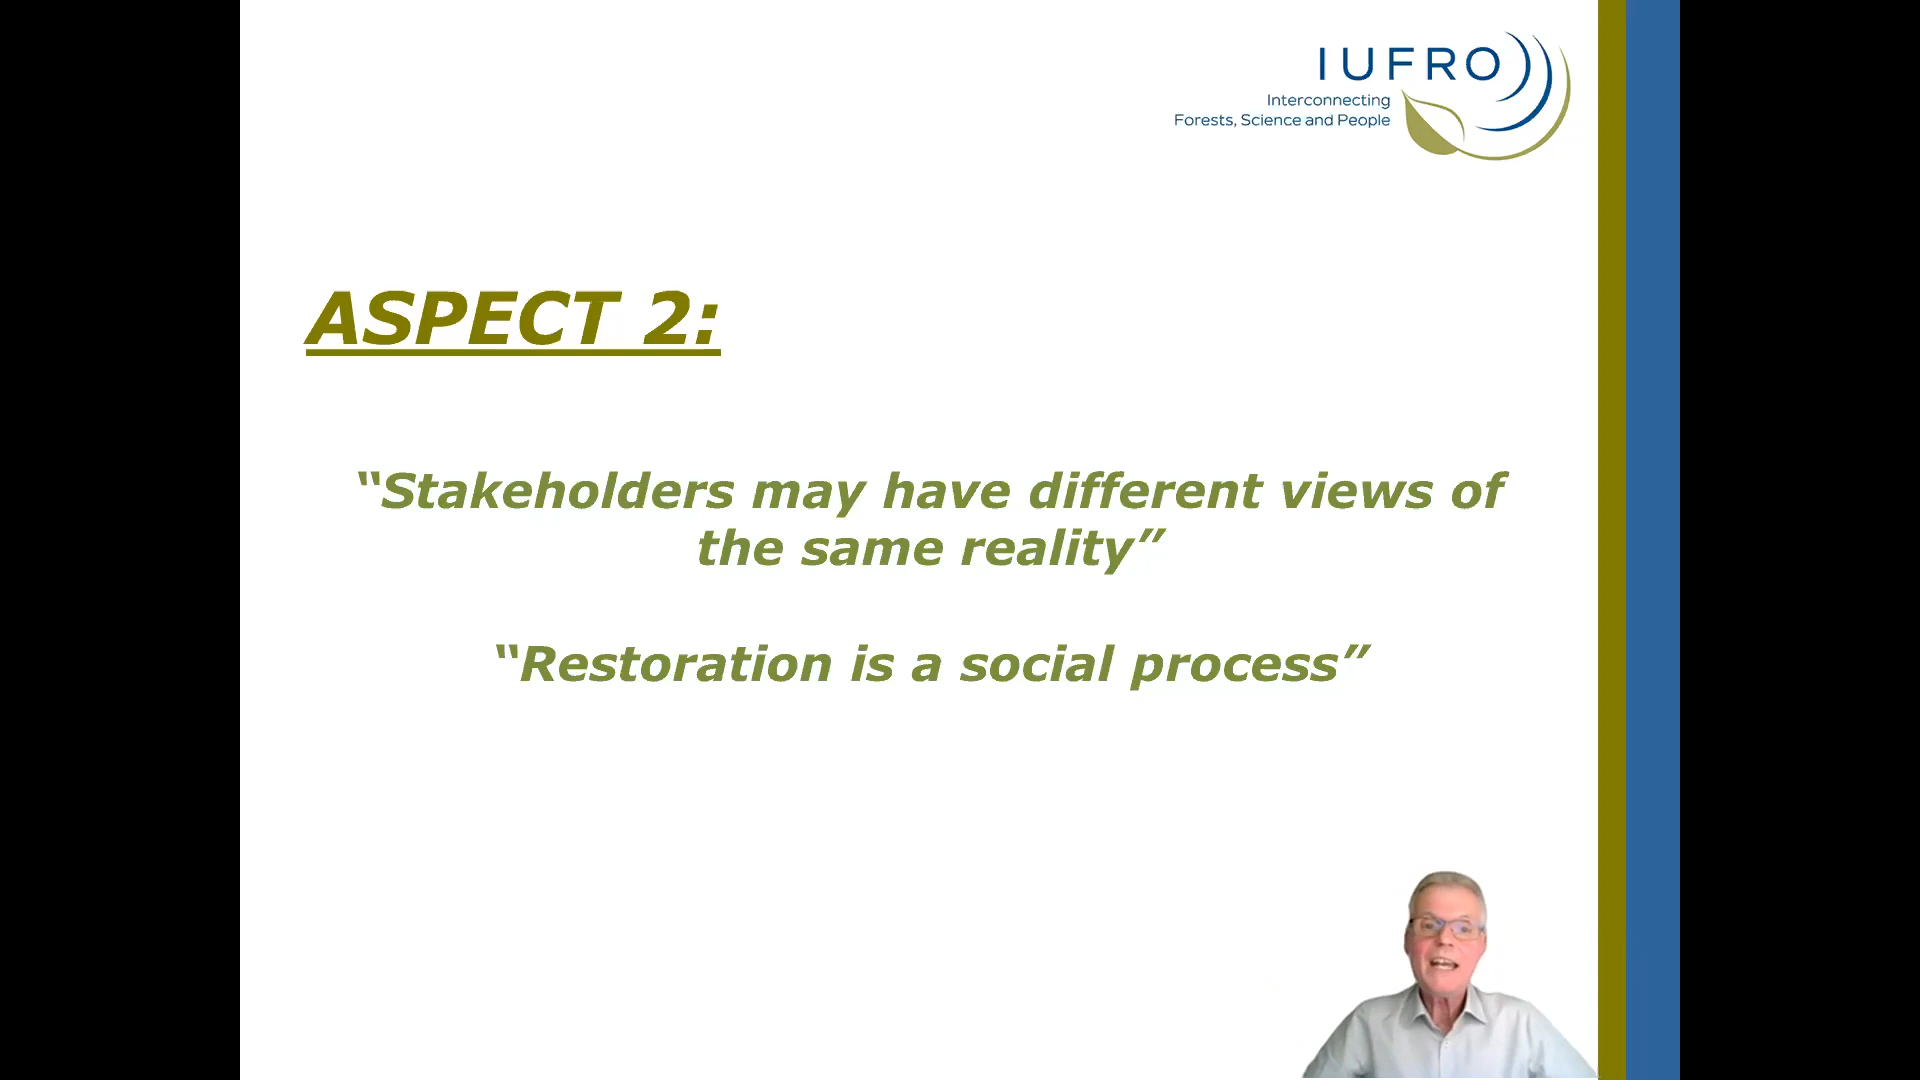 IUFRO
Interconnecting
Forests, Science and People
ASPECT 2:
“Stakeholders may have different views of
the same reality”
“Restoration is a social process”